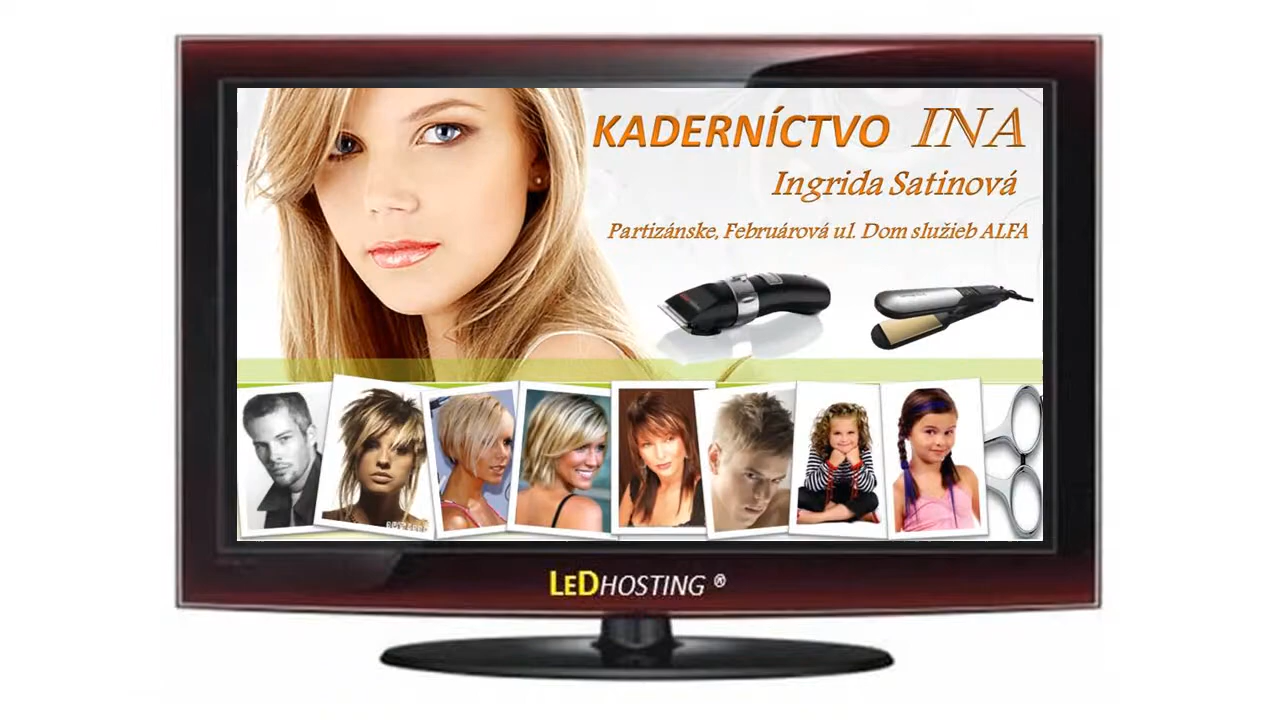 KADERNÍCTVO INA
Ingrida Satinová
Partizánske, Februárová ul. Dom služieb ALFA
LEDHOSTING ®